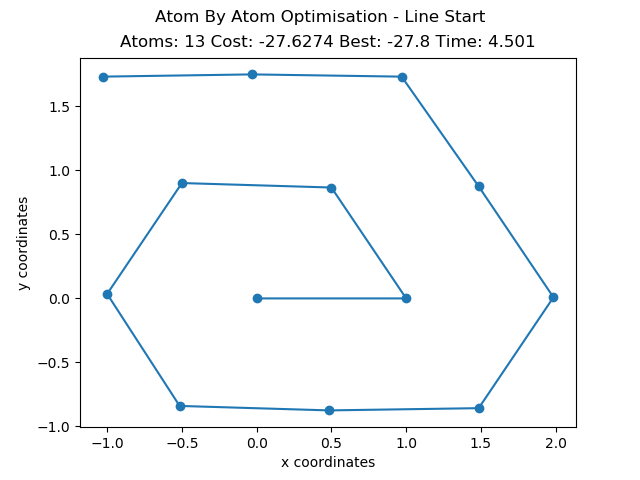 Atom By Atom Optimisation - Line Start
Atoms: 13 Cost: -27.6274 Best: -27.8 Time: 4.501
1.5
1.0
0.5
0.0
−0.5
−1.0
y coordinates
−1.0 −0.5 0.0 0.5 1.0 1.5 2.0
x coordinates